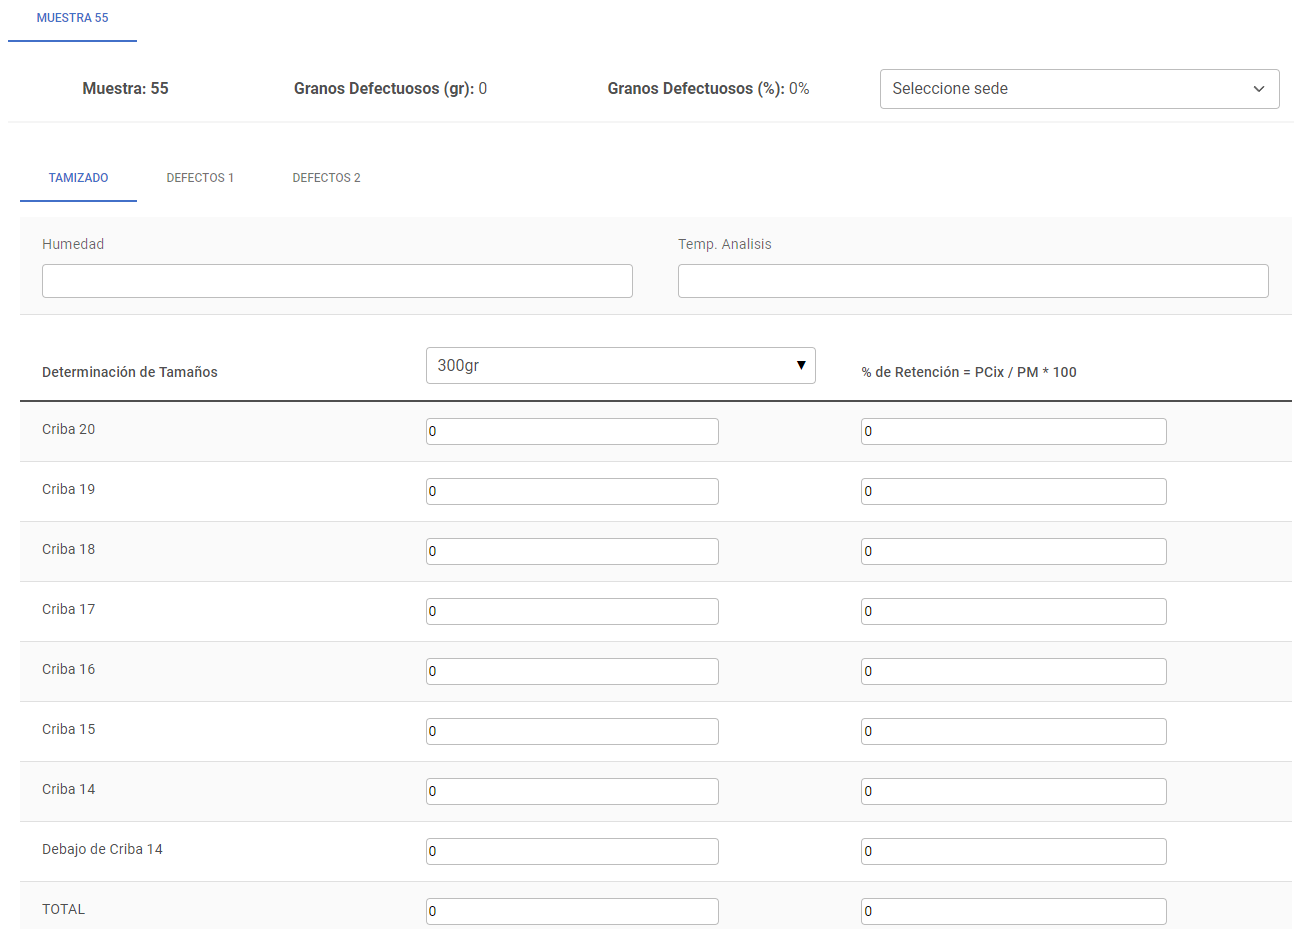 MUESTRA 55
Muestra: 55 Granos Defectuosos (gr): 0 Granos Defectuosos (%): 0% Seleccione sede
TAMIZADO DEFECTOS 1 DEFECTOS 2
Humedad Temp. Analisis
Determinación de Tamaños 300gr % de Retención = PCix / PM * 100
Criba 20 0 0
Criba 19 0 0
Criba 18 0 0
Criba 17 0 0
Criba 16 0 0
Criba 15 0 0
Criba 14 0 0
Debajo de Criba 14 0 0
TOTAL 0 0